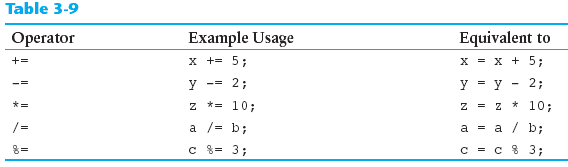 Table 3-9
Operator Example Usage Equivalent to
+= x += 5; x = x + 5;
-= y -= 2; y = y - 2;
*= z *= 10; z = z * 10;
/= a /= b; a = a / b;
%= c %= 3; c = c % 3;